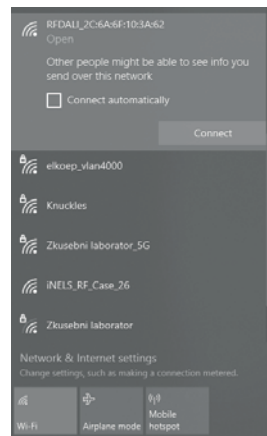 RFDALI_2C:6A:6F:10:3A:62
Open
Other people might be able to see info you
send over this network
Connect automatically
Connect
elkoep_vlan4000
Knuckles
Zkusebni laborator_5G
iNELS_RF_Case_26
Zkusebni laborator
Network & Internet settings
Change settings, such as making a connection metered.
Wi-Fi
Airplane mode
Mobile
hotspot